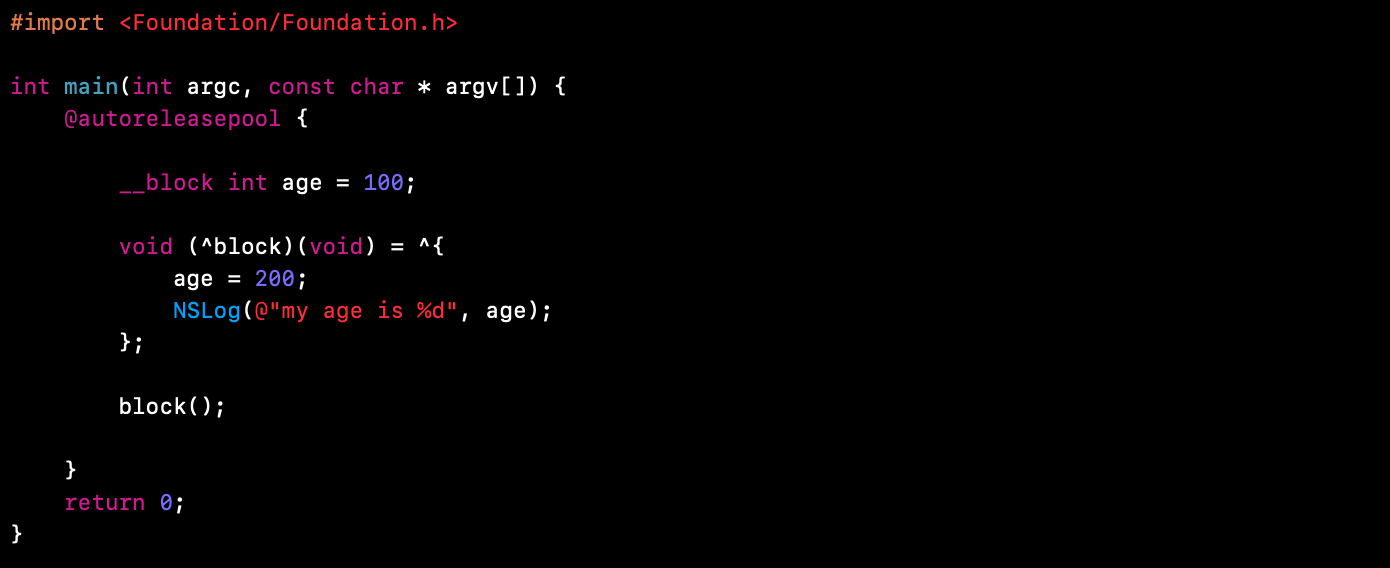 #import <Foundation/Foundation.h>
int main(int argc, const char * argv[]) {
    @autoreleasepool {
        __block int age = 100;
        void (^block)(void) = ^{
            age = 200;
            NSLog(@"my age is %d", age);
        };
        block();
    }
    return 0;
}